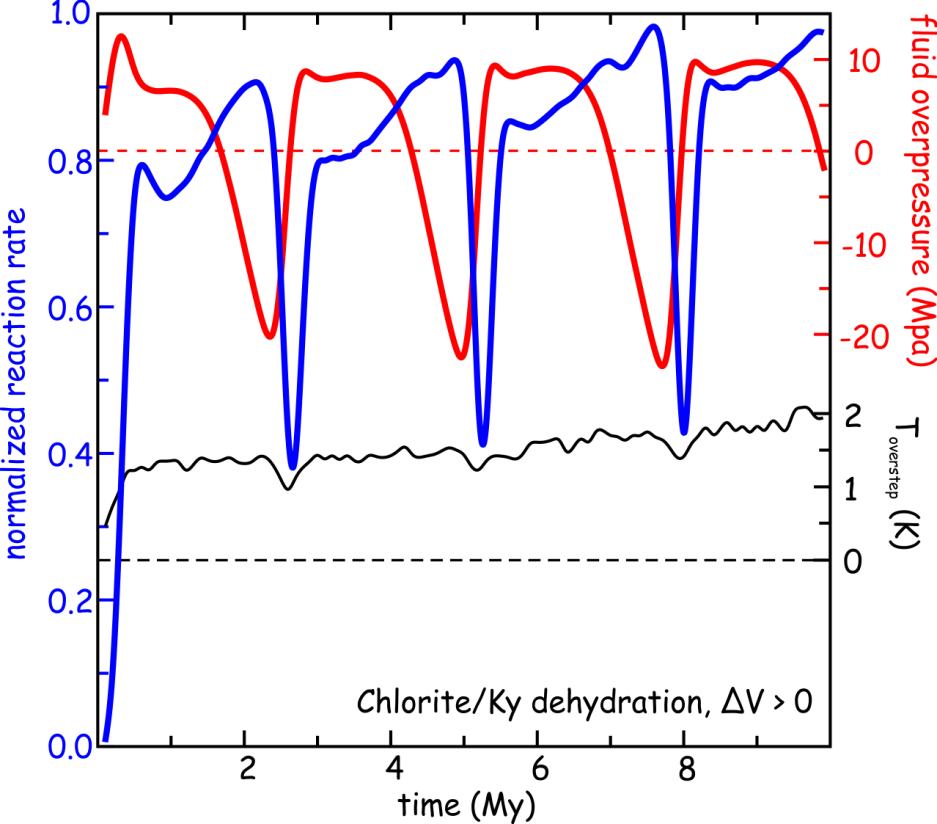 1.0
0.8
0.6
0.4
0.2
0.0
normalized reaction rate
10
0
-10
-20
fluid overpressure (Mpa)
2
1
0
Toverstep (K)
Chlorite/Ky dehydration, ΔV > 0
2 4 6 8
time (My)